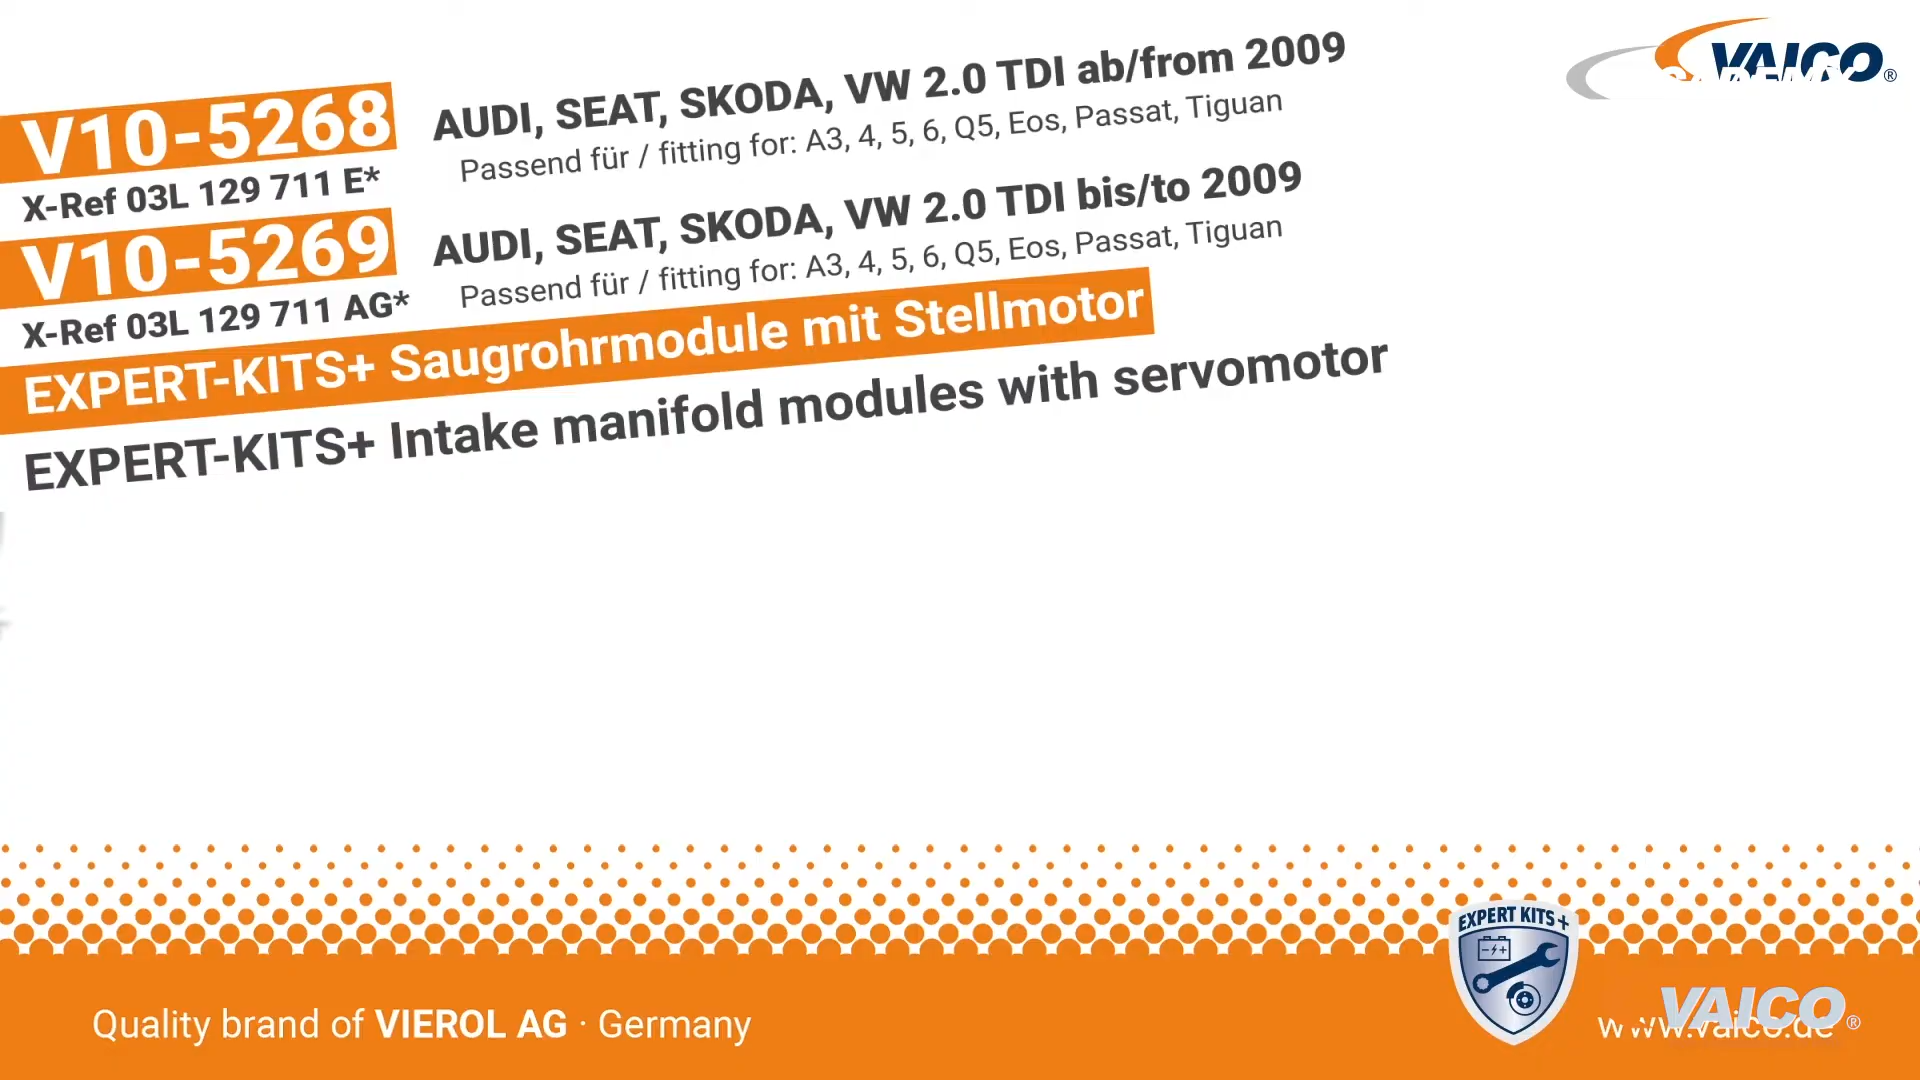 V10-5268
AUDI, SEAT, SKODA, VW 2.0 TDI ab/from 2009
Passend für / fitting for: A3, 4, 5, 6, Q5, Eos, Passat, Tiguan
X-Ref 03L 129 711 E*
V10-5269
AUDI, SEAT, SKODA, VW 2.0 TDI bis/to 2009
Passend für / fitting for: A3, 4, 5, 6, Q5, Eos, Passat, Tiguan
X-Ref 03L 129 711 AG*
EXPERT-KITS+ Saugrohrmodule mit Stellmotor
EXPERT-KITS+ Intake manifold modules with servomotor
VAICO®
EXPERT KITS+
Quality brand of VIEROL AG · Germany
www.vaico.de
VAICO®